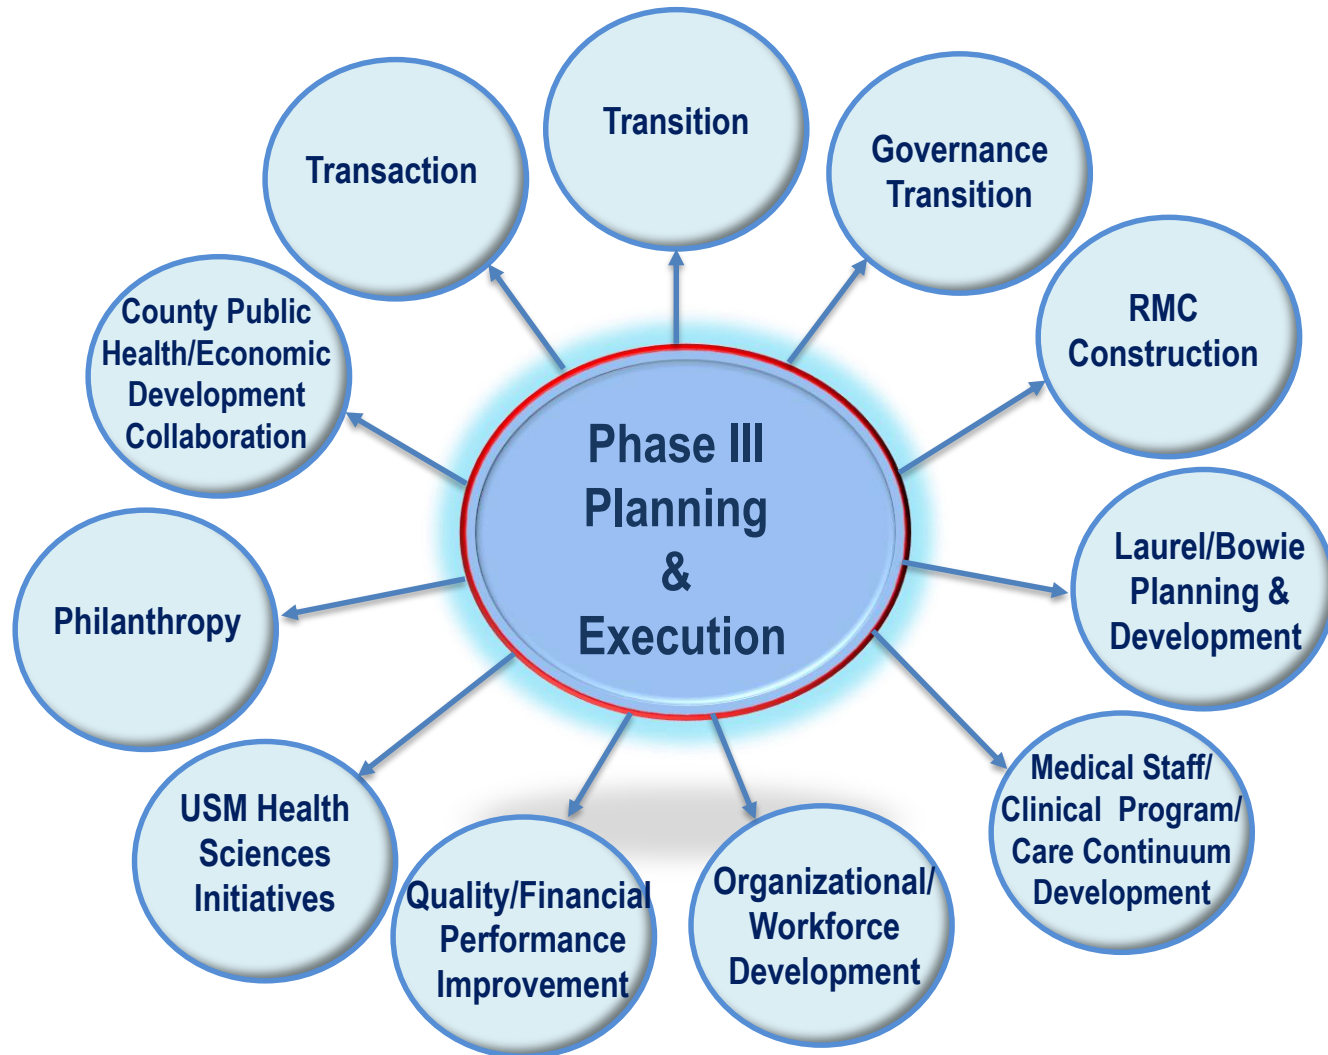 Transition
Governance
Transition
Transaction
RMC
Construction
County Public
Health/Economic
Development
Collaboration
Phase III
Planning
&
Execution
Laurel/Bowie
Planning &
Development
Philanthropy
Medical Staff/
Clinical Program/
Care Continuum
Development
USM Health
Sciences
Initiatives
Quality/Financial
Performance
Improvement
Organizational/
Workforce
Development